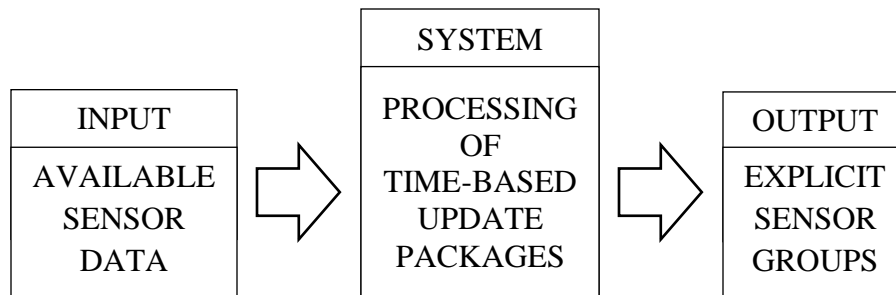 INPUT
AVAILABLE
SENSOR
DATA
SYSTEM
PROCESSING
OF
TIME-BASED
UPDATE
PACKAGES
OUTPUT
EXPLICIT
SENSOR
GROUPS